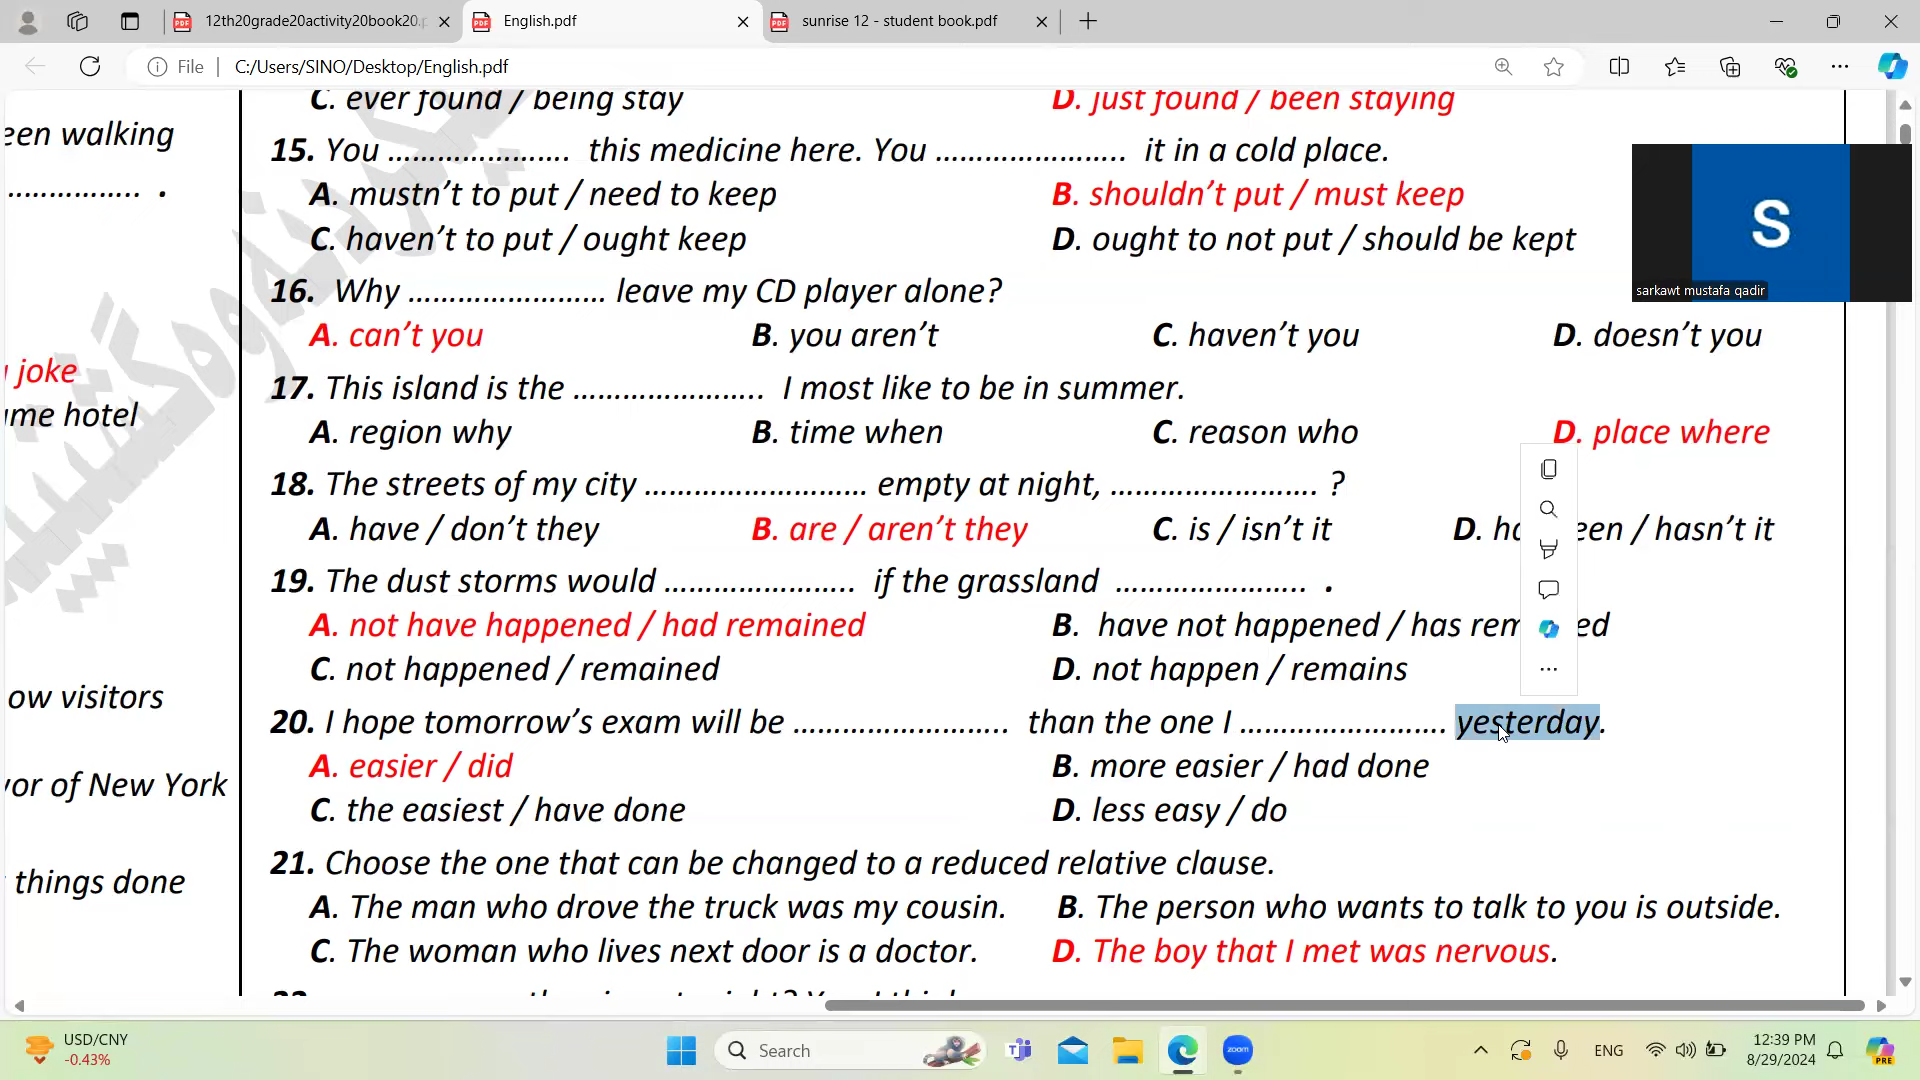 12th20grade20activity20book20.p
English.pdf
sunrise 12 - student book.pdf
File
C:/Users/SINO/Desktop/English.pdf
een walking
…………….. .
joke
me hotel
ow visitors
or of New York
things done
C. ever found / being stay
D. just found / been staying
15. You …………………. this medicine here. You ………………….. it in a cold place.
A. mustn’t to put / need to keep
B. shouldn’t put / must keep
C. haven’t to put / ought keep
D. ought to not put / should be kept
16. Why …………………… leave my CD player alone?
A. can’t you
B. you aren’t
C. haven’t you
D. doesn’t you
17. This island is the ………………….. I most like to be in summer.
A. region why
B. time when
C. reason who
D. place where
18. The streets of my city ……………………… empty at night, ……………………. ?
A. have / don’t they
B. are / aren’t they
C. is / isn’t it
D. ha een / hasn’t it
19. The dust storms would ………………….. if the grassland ………………….. .
A. not have happened / had remained
B. have not happened / has rem ed
C. not happened / remained
D. not happen / remains
20. I hope tomorrow’s exam will be …………………….. than the one I ……………………. yesterday.
A. easier / did
B. more easier / had done
C. the easiest / have done
D. less easy / do
21. Choose the one that can be changed to a reduced relative clause.
A. The man who drove the truck was my cousin.
B. The person who wants to talk to you is outside.
C. The woman who lives next door is a doctor.
D. The boy that I met was nervous.
S
sarkawt mustafa qadir
USD/CNY
-0.43%
Search
zoom
ENG
12:39 PM
8/29/2024
PRE